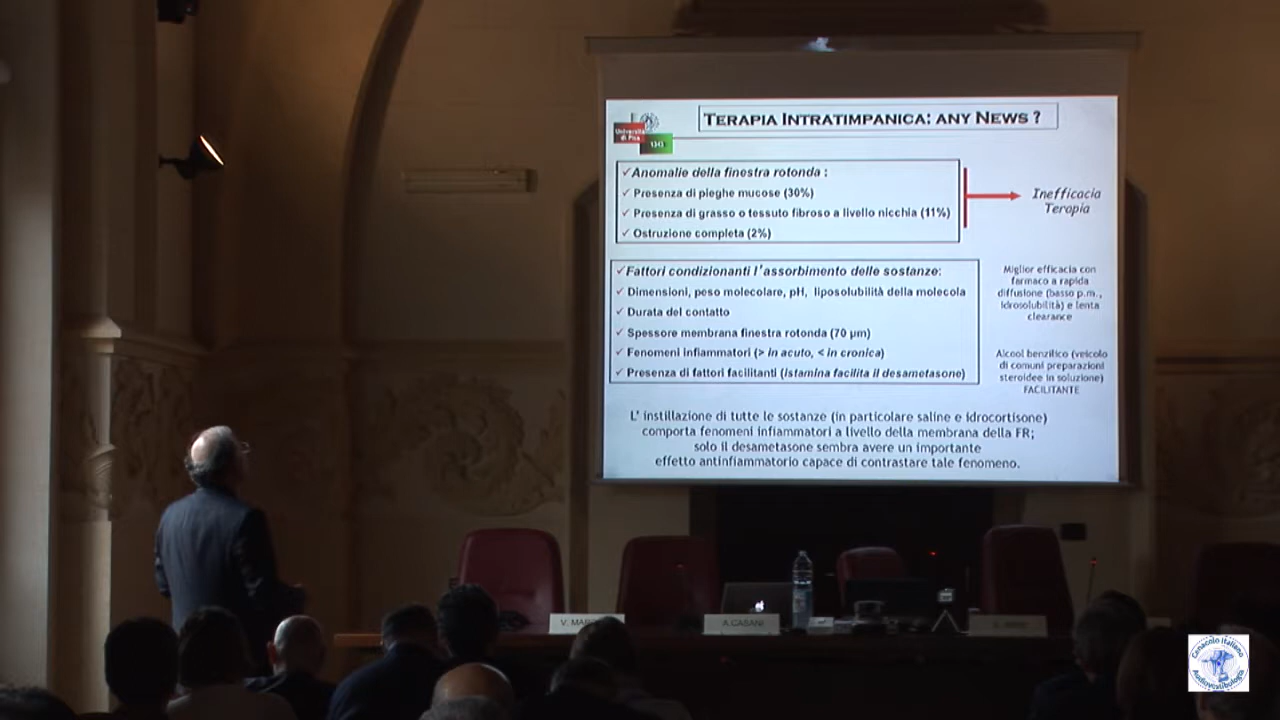 TERAPIA INTRATIMPANICA: ANY NEWS ?
Università
di Pisa
✓Anomalie della finestra rotonda :
✓ Presenza di pieghe mucose (30%)
✓ Presenza di grasso o tessuto fibroso a livello nicchia (11%)
✓ Ostruzione completa (2%)
Inefficacia
Terapia
✓Fattori condizionanti l'assorbimento delle sostanze:
✓ Dimensioni, peso molecolare, pH, liposolubilità della molecola
✓ Durata del contatto
✓ Spessore membrana finestra rotonda (70 µm)
✓ Fenomeni infiammatori (> in acuto, < in cronica)
✓ Presenza di fattori facilitanti (istamina facilita il desametasone)
Miglior efficacia con
farmaco a rapida
diffusione (basso p.m.,
idrosolubilità) e lenta
clearance
Alcool benzilico (veicolo
di comuni preparazioni
steroidee in soluzione)
FACILITANTE
L' instillazione di tutte le sostanze (in particolare saline e idrocortisone)
comporta fenomeni infiammatori a livello della membrana della FR;
solo il desametasone sembra avere un importante
effetto antinfiammatorio capace di contrastare tale fenomeno.
A.CASANI
Cenacolo Italiano
Audiovestibologia